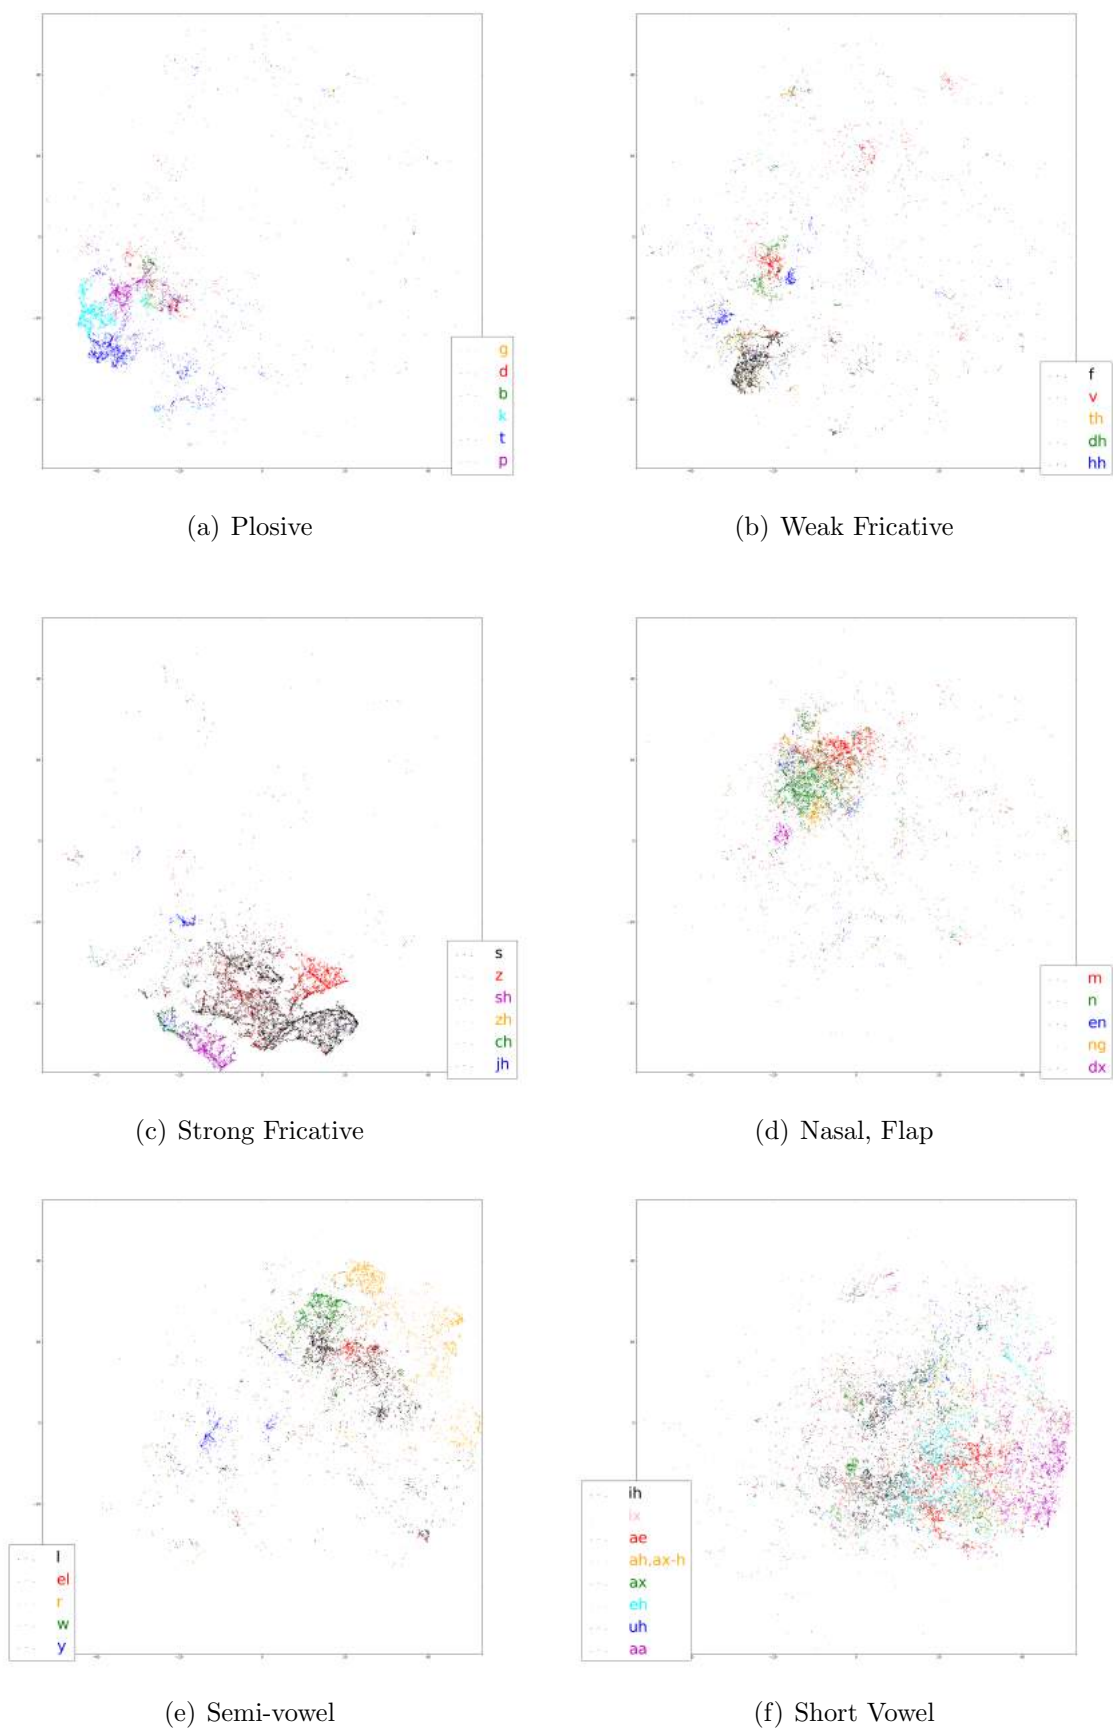 g
d
b
k
t
p
f
v
th
dh
hh
(a) Plosive
(b) Weak Fricative
s
z
sh
zh
ch
jh
m
n
en
ng
dx
(c) Strong Fricative
(d) Nasal, Flap
l
el
r
w
y
ih
ix
ae
ah,ax-h
ax
eh
uh
aa
(e) Semi-vowel
(f) Short Vowel